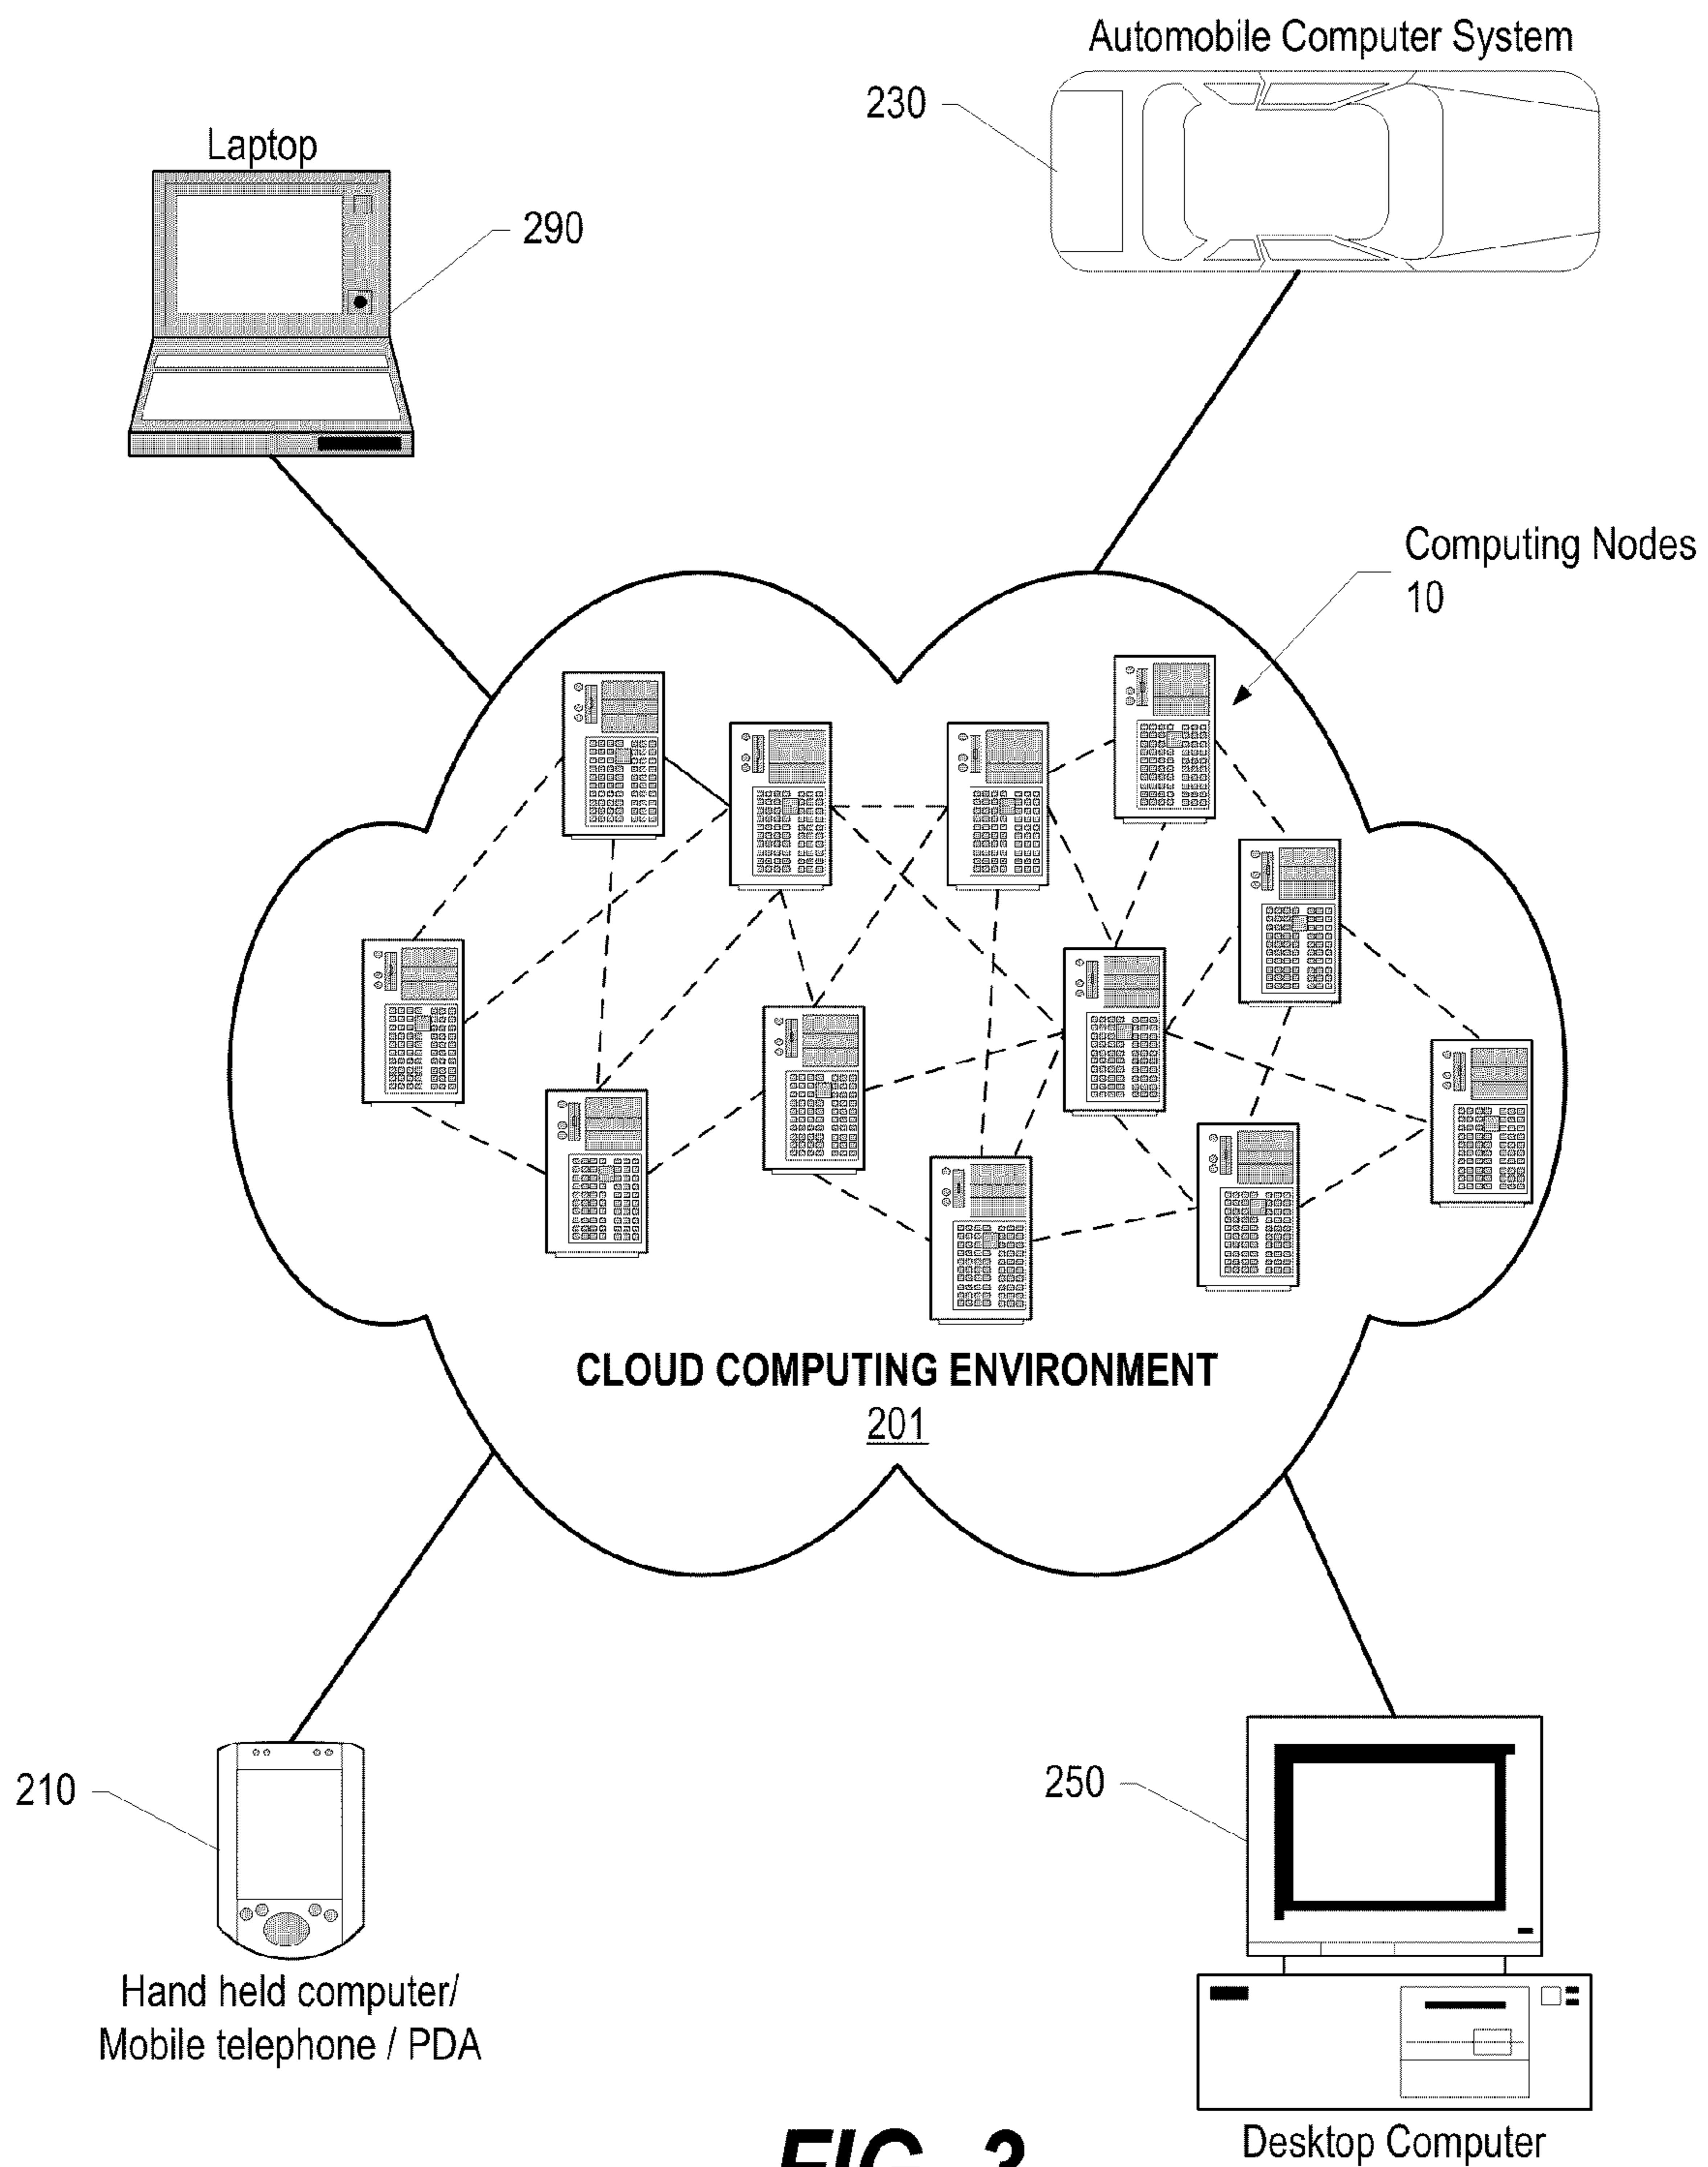 Automobile Computer System
230
Laptop
290
Computing Nodes
10
CLOUD COMPUTING ENVIRONMENT
201
210
250
Hand held computer/
Mobile telephone / PDA
Desktop Computer